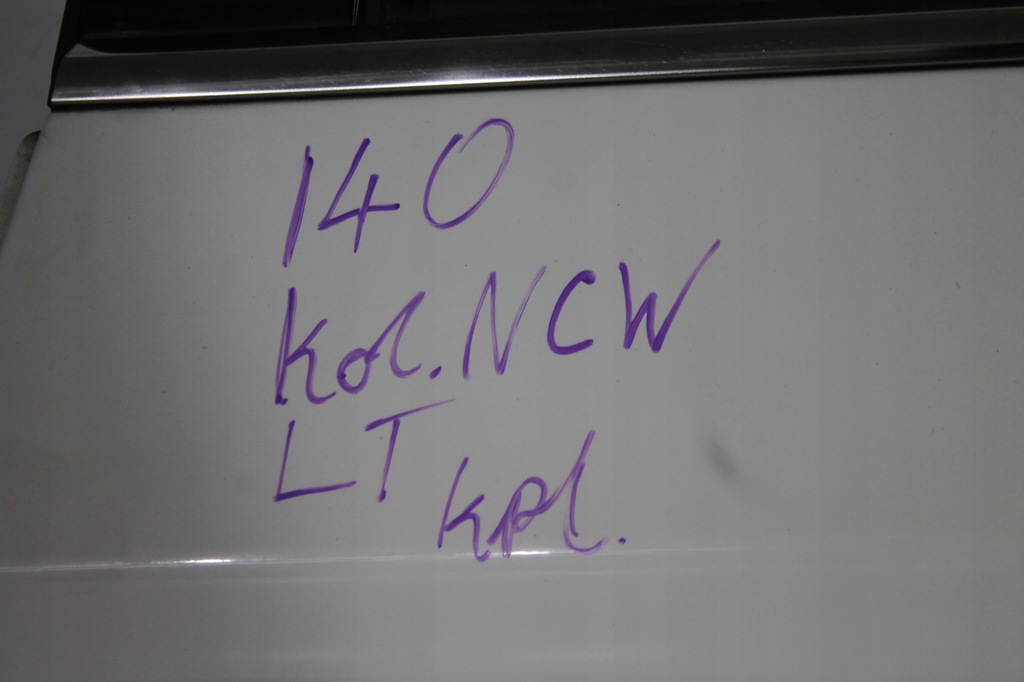 140
kol. NCW
LT
kpl.